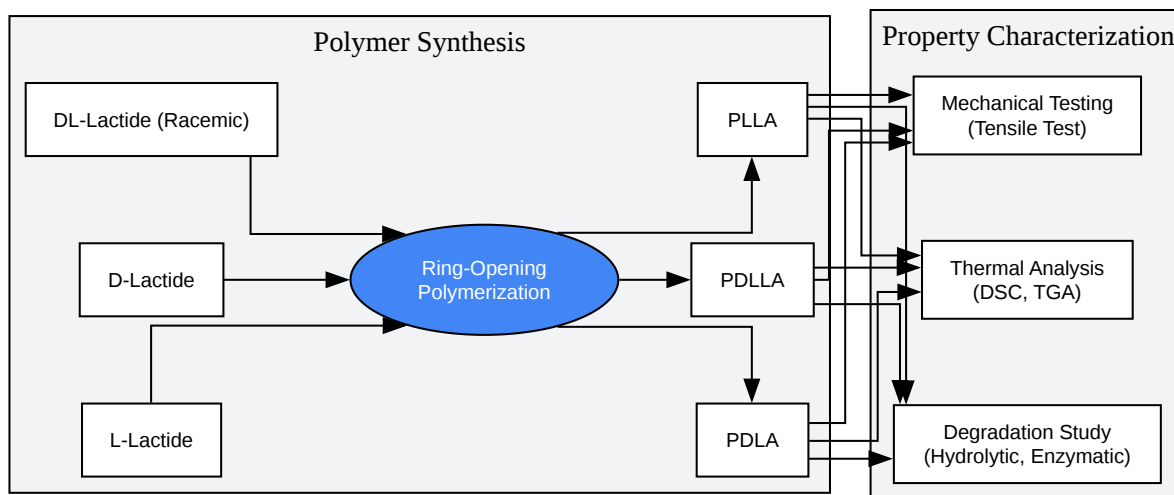 Polymer Synthesis
Property Characterization
DL-Lactide (Racemic)
D-Lactide
L-Lactide
Ring-Opening
Polymerization
PLLA
PDLLA
PDLA
Mechanical Testing
(Tensile Test)
Thermal Analysis
(DSC, TGA)
Degradation Study
(Hydrolytic, Enzymatic)